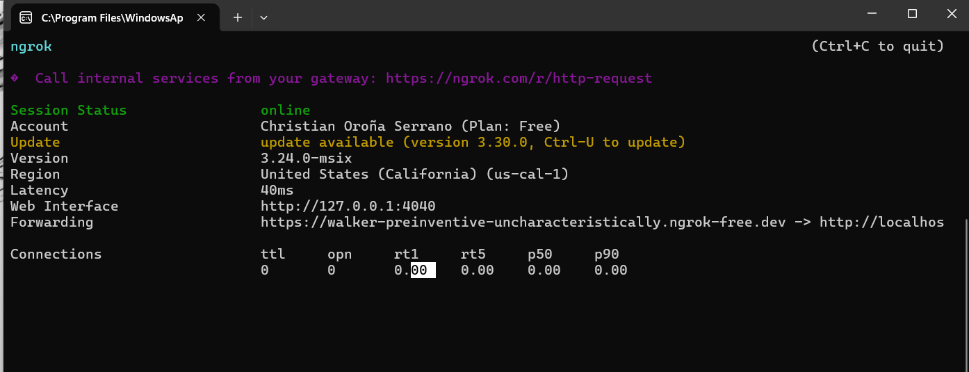 C:\Program Files\WindowsAp
ngrok (Ctrl+C to quit)
� Call internal services from your gateway: https://ngrok.com/r/http-request
Session Status online
Account Christian Oroña Serrano (Plan: Free)
Update update available (version 3.30.0, Ctrl-U to update)
Version 3.24.0-msix
Region United States (California) (us-cal-1)
Latency 40ms
Web Interface http://127.0.0.1:4040
Forwarding https://walker-preinventive-uncharacteristically.ngrok-free.dev -> http://localhos
Connections ttl opn rt1 rt5 p50 p90
0 0 0.00 0.00 0.00 0.00